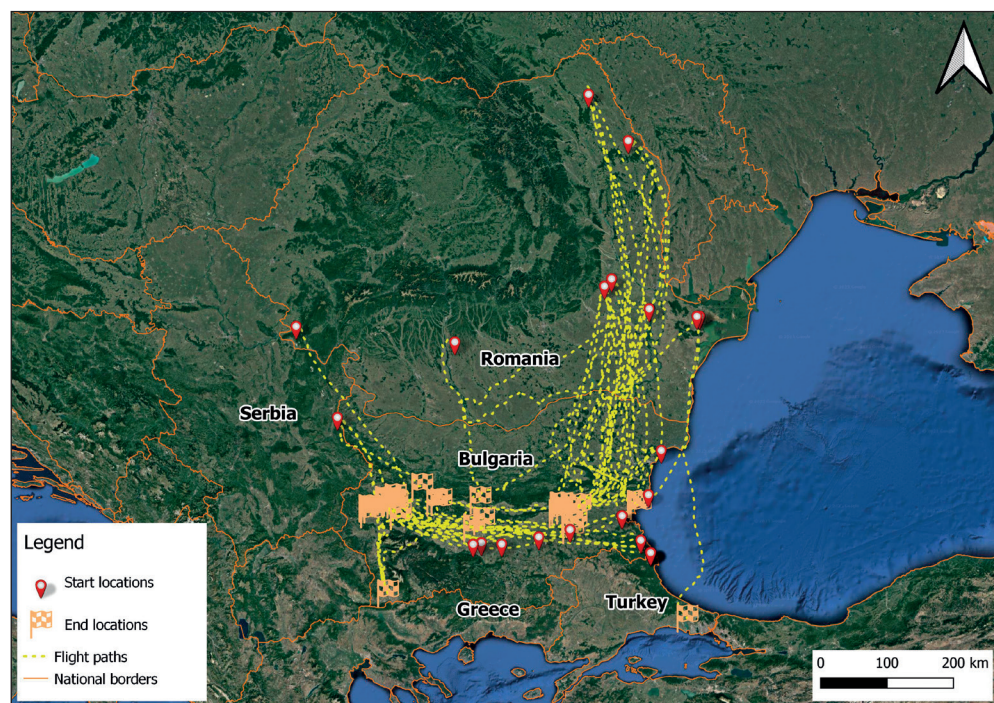 Romania
Serbia
Bulgaria
Greece
Turkey
Legend
Start locations
End locations
Flight paths
National borders
0 100 200 km